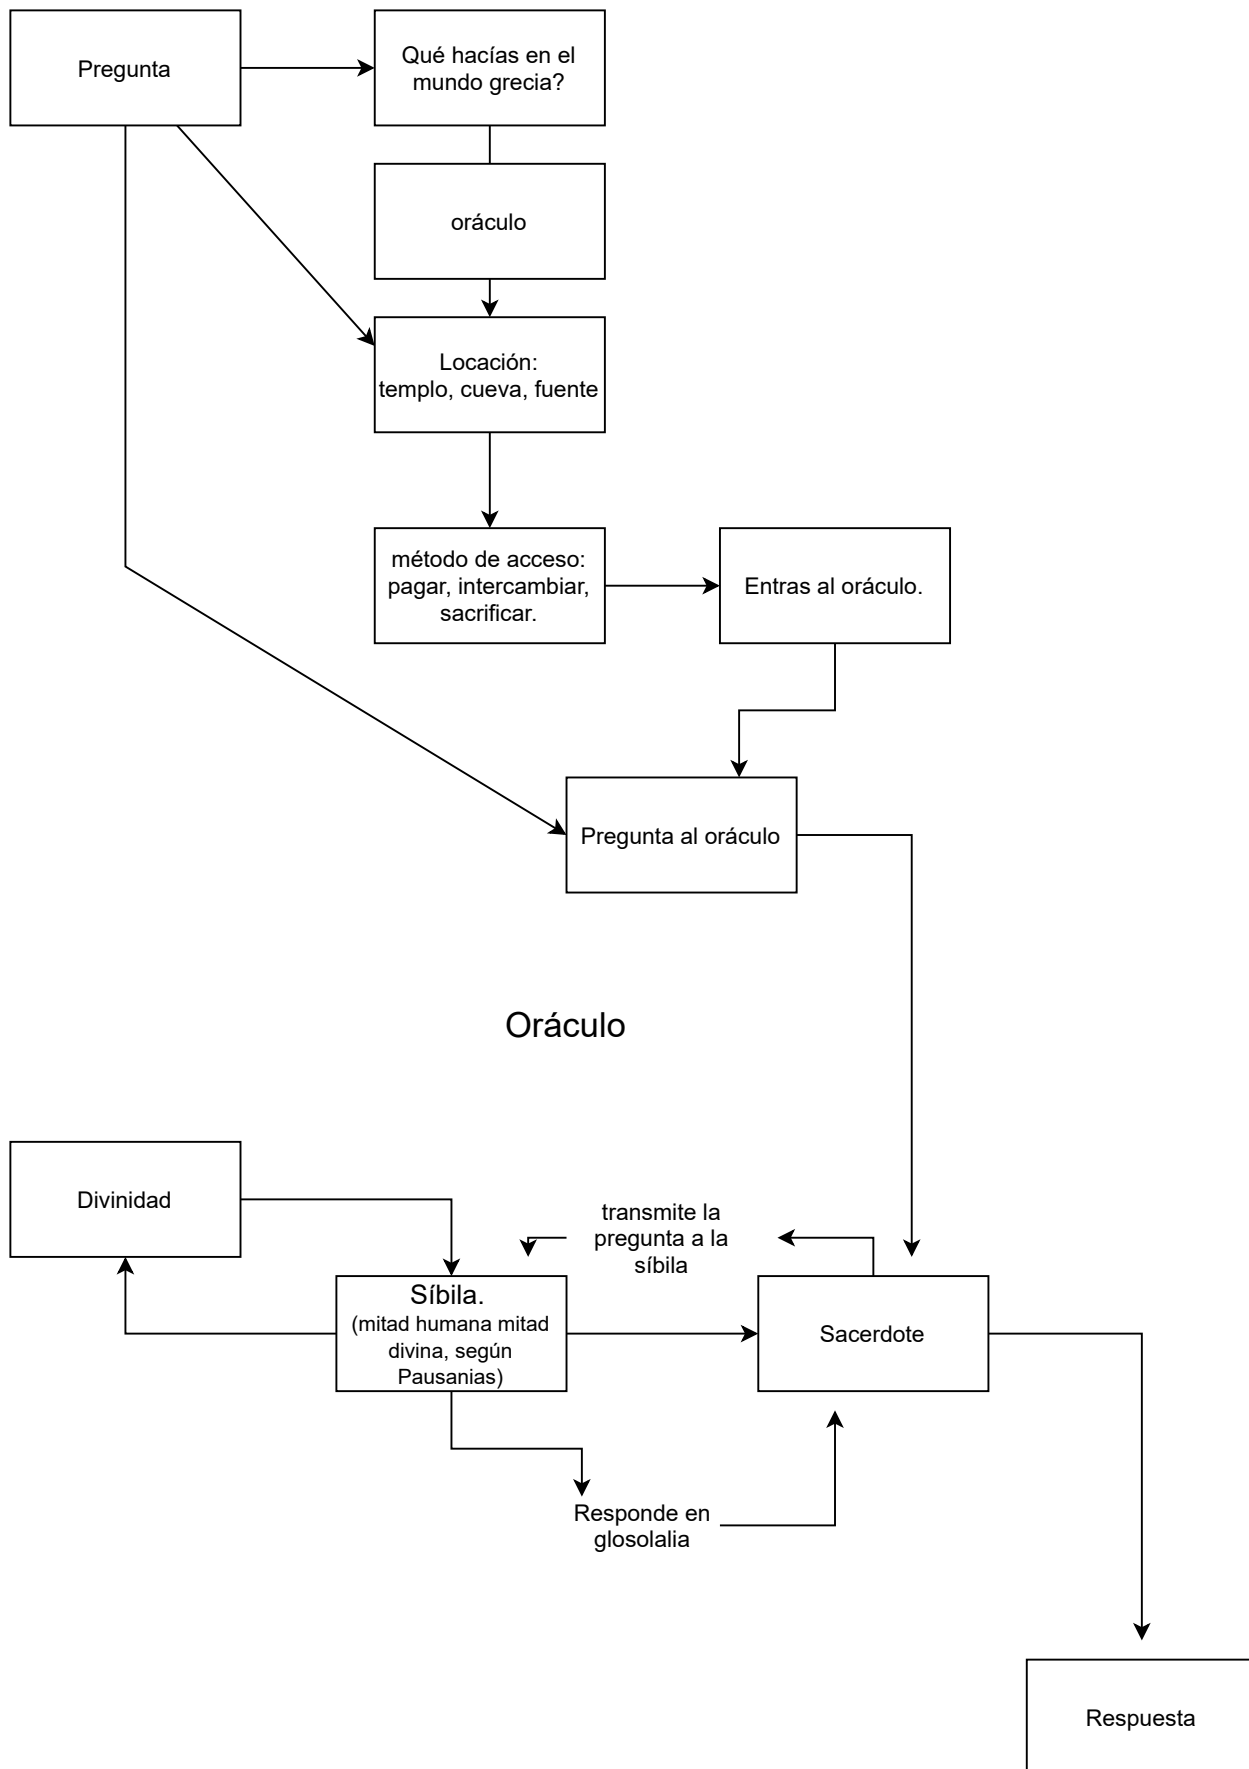 Pregunta
Qué hacías en el
mundo grecia?
oráculo
Locación:
templo, cueva, fuente
método de acceso:
pagar, intercambiar,
sacrificar.
Entras al oráculo.
Pregunta al oráculo
Oráculo
Divinidad
transmite la
pregunta a la
síbila
Síbila.
(mitad humana mitad
divina, según
Pausanias)
Sacerdote
Responde en
glosolalia
Respuesta